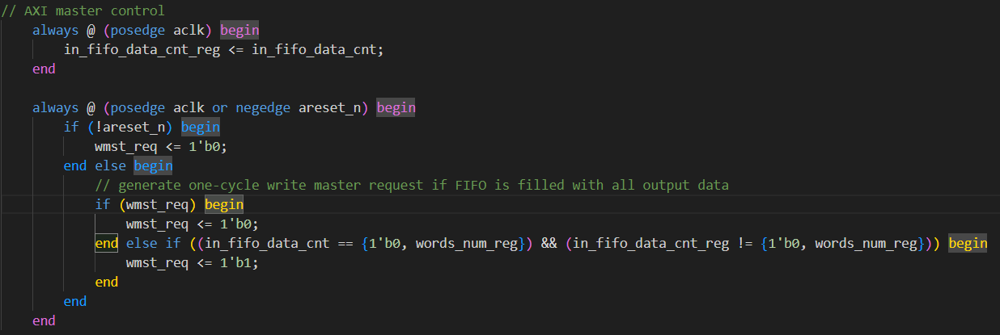 // AXI master control
always @ (posedge aclk) begin
in_fifo_data_cnt_reg <= in_fifo_data_cnt;
end
always @ (posedge aclk or negedge areset_n) begin
if (!areset_n) begin
wmst_req <= 1'b0;
end else begin
// generate one-cycle write master request if FIFO is filled with all output data
if (wmst_req) begin
wmst_req <= 1'b0;
end else if ((in_fifo_data_cnt == {1'b0, words_num_reg}) && (in_fifo_data_cnt_reg != {1'b0, words_num_reg})) begin
wmst_req <= 1'b1;
end
end
end